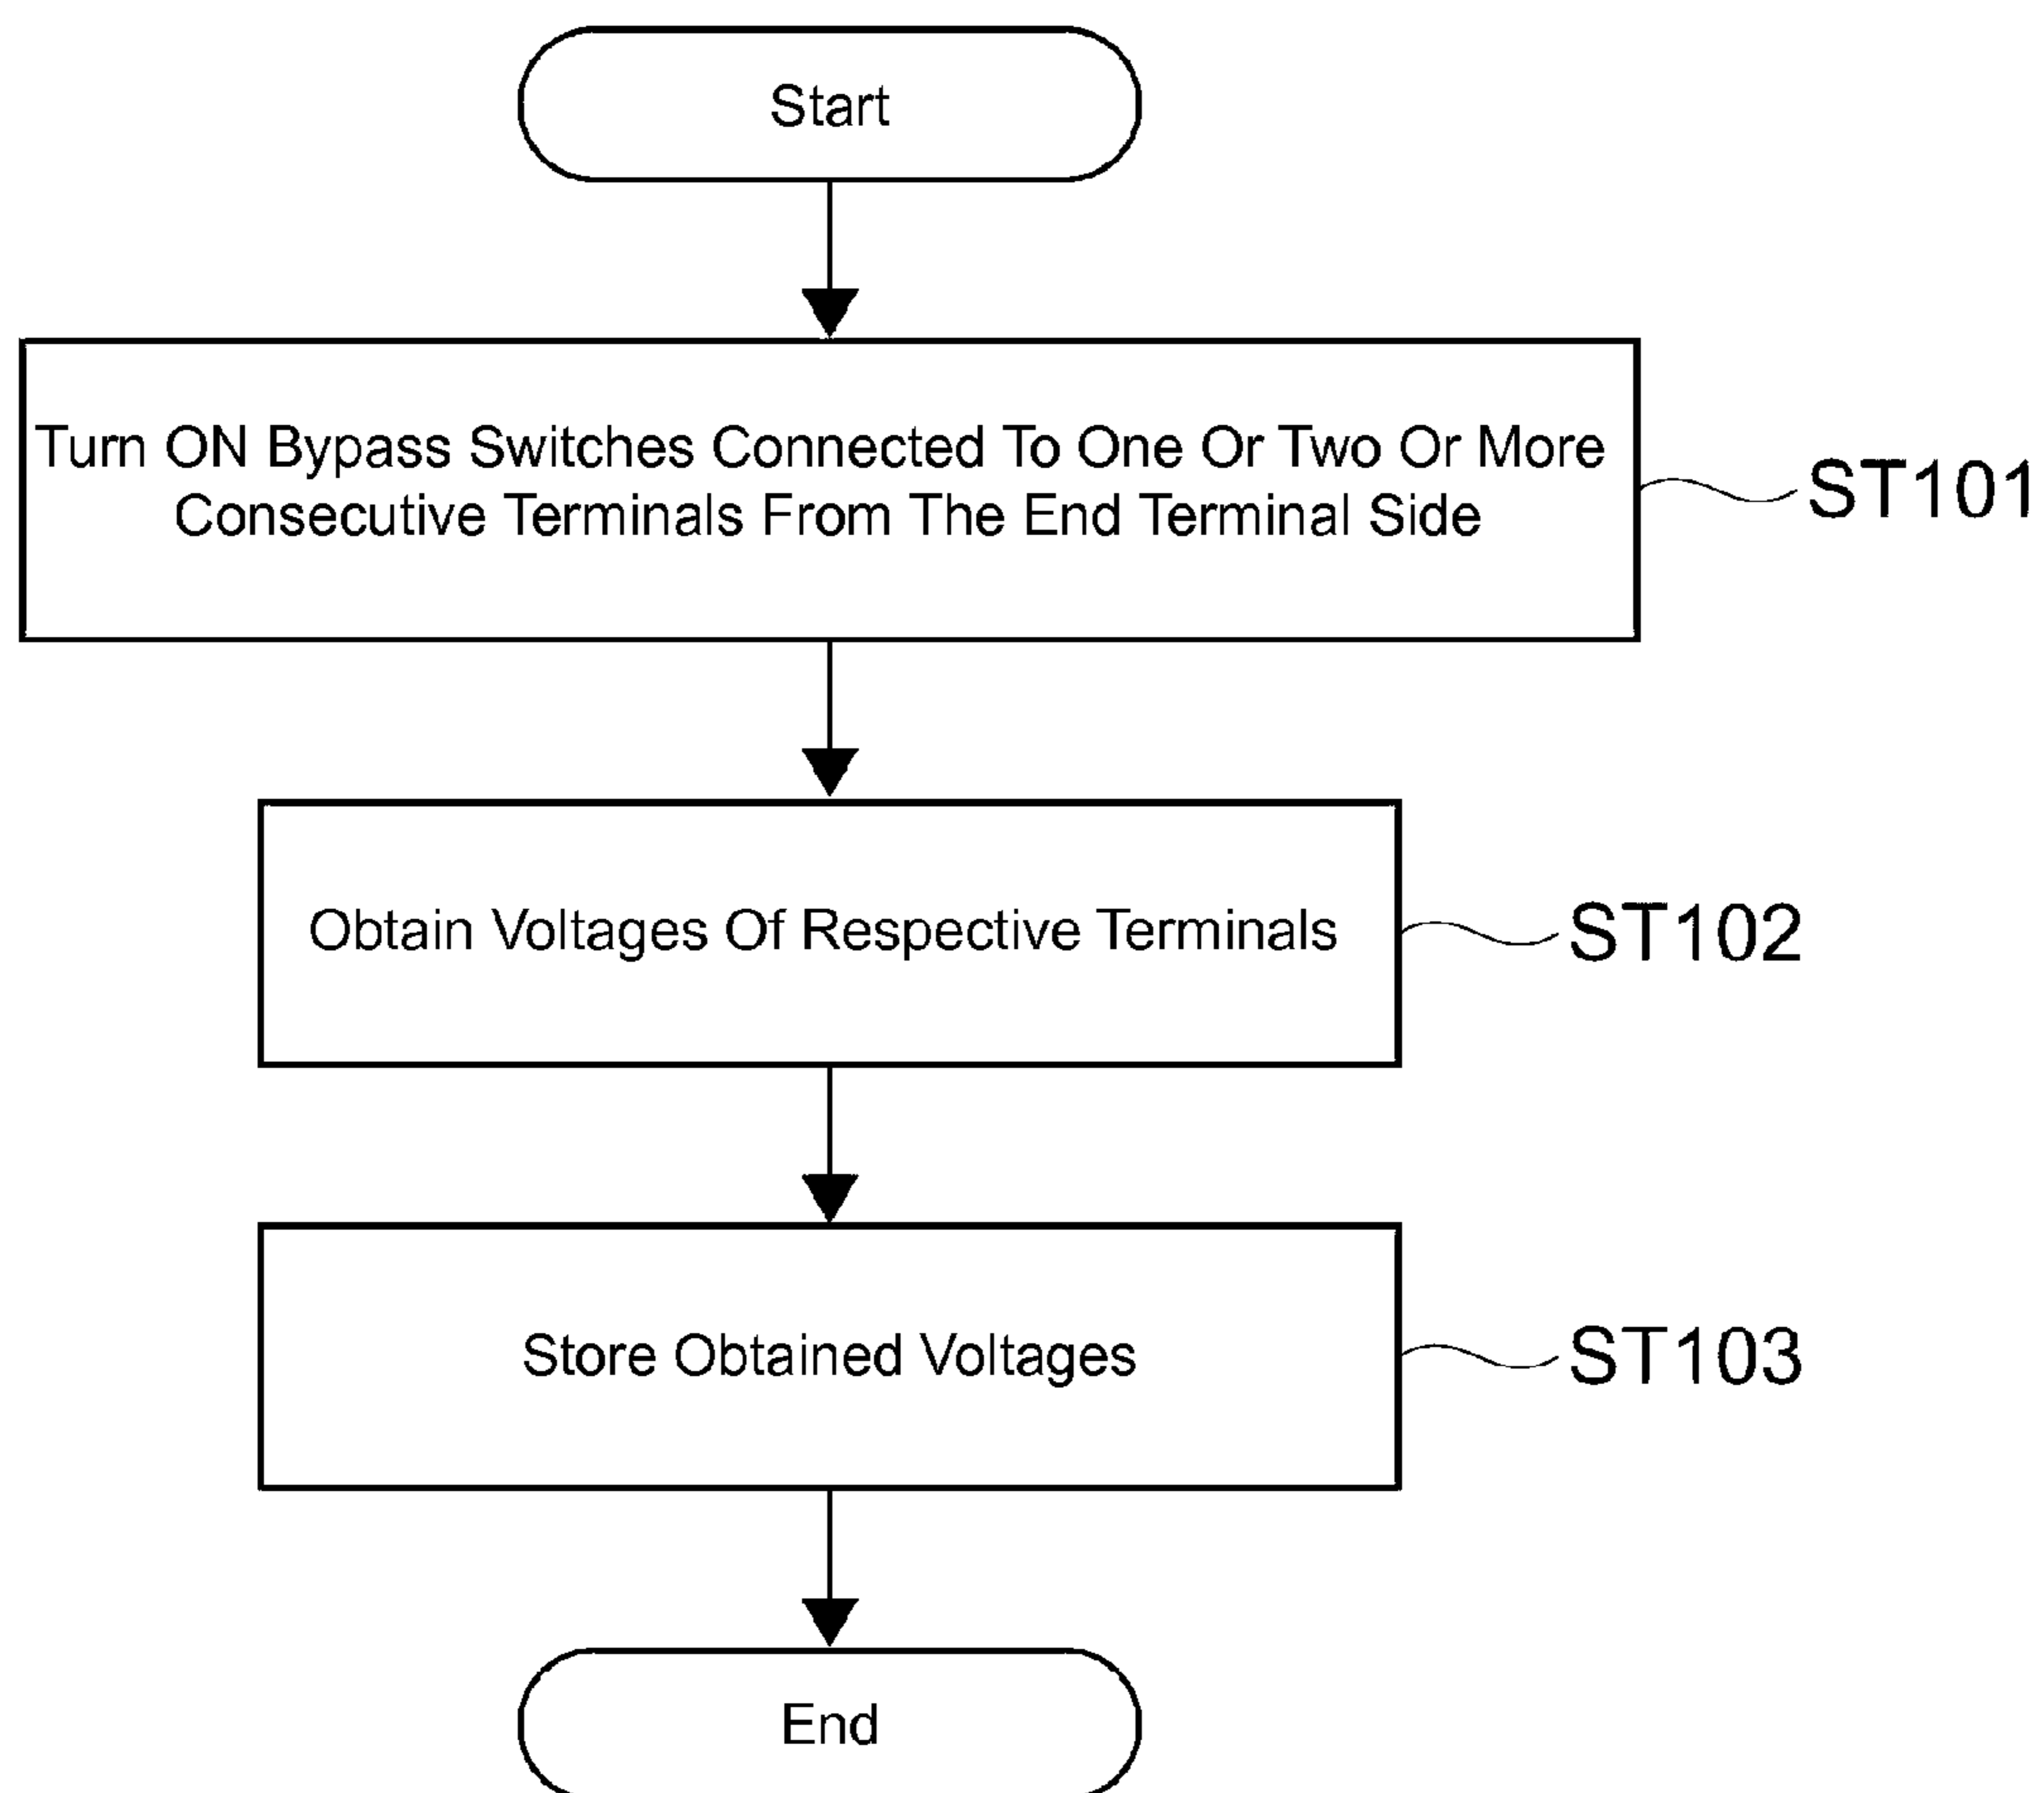 Start
Turn ON Bypass Switches Connected To One Or Two Or More
Consecutive Terminals From The End Terminal Side
ST101
Obtain Voltages Of Respective Terminals
ST102
Store Obtained Voltages
ST103
End